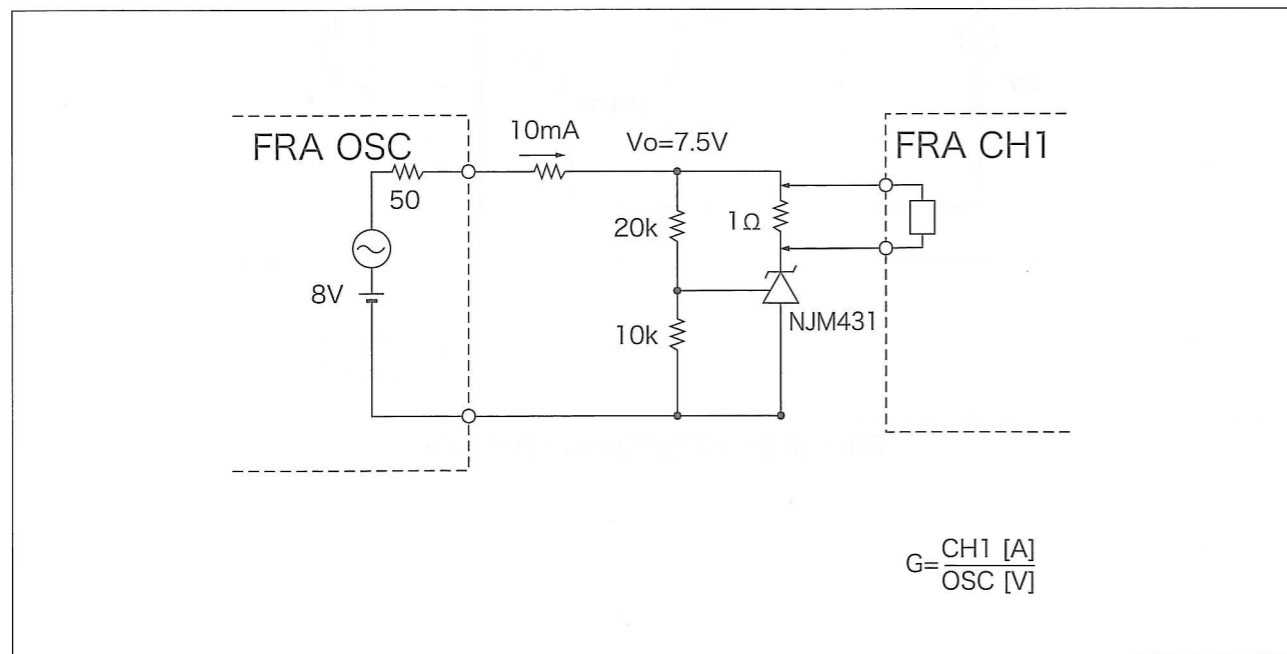 FRA OSC
10mA
Vo=7.5V
FRA CH1
50
20k
1Ω
8V
10k
NJM431
G=CH1 [A]
OSC [V]